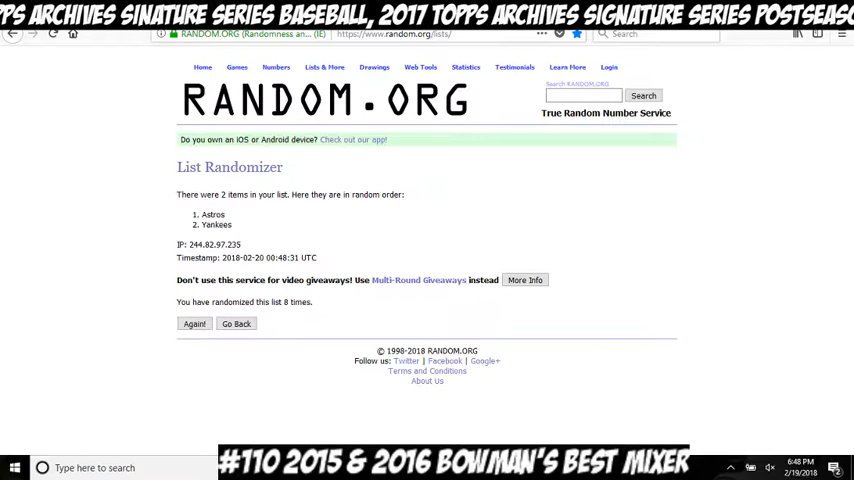 PPS ARCHIVES SINATURE SERIES BASEBALL, 2017 TOPPS ARCHIVES SIGNATURE SERIES POSTSEASO
RANDOM.ORG (Randomness an... (IE) https://www.random.org/lists/ Search
Home Games Numbers Lists & More Drawings Web Tools Statistics Testimonials Learn More Login
Search RANDOM.ORG
RANDOM.ORG
Search
True Random Number Service
Do you own an iOS or Android device? Check out our app!
List Randomizer
There were 2 items in your list. Here they are in random order:
1. Astros
2. Yankees
IP: 244.82.97.235
Timestamp: 2018-02-20 00:48:31 UTC
Don't use this service for video giveaways! Use Multi-Round Giveaways instead More Info
You have randomized this list 8 times.
Again! Go Back
© 1998-2018 RANDOM.ORG
Follow us: Twitter | Facebook | Google+
Terms and Conditions
About Us
Type here to search
#110 2015 & 2016 BOWMAN'S BEST MIXER
6:48 PM
2/19/2018
2